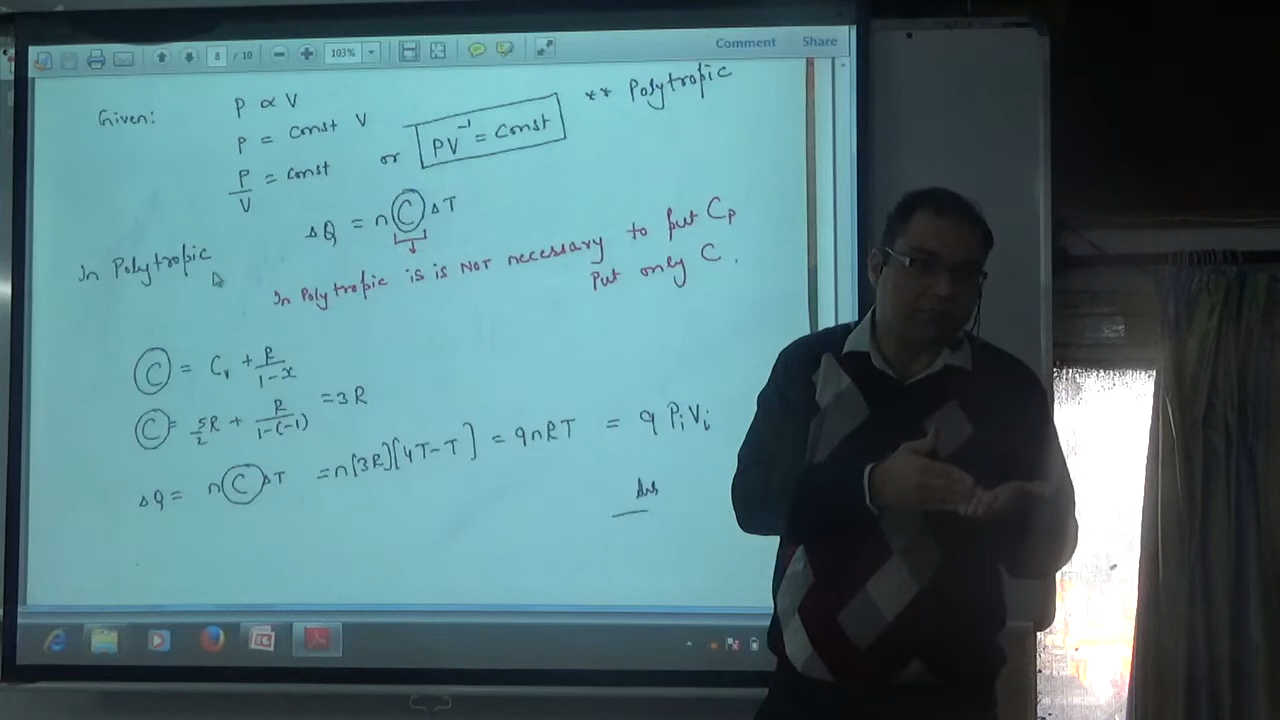 8 / 10 103% Comment Share
Given: P ∝ V
** Polytropic
P = Const V
P/V = const or PV⁻¹ = Const
ΔQ = n C ΔT
In Polytropic
In Polytropic is is NOT necessary to put Cp
Put only C.
C = Cv + R/1-x
C = 5/2 R + R/1-(-1) = 3R
ΔQ = n C ΔT = n[3R][4T-T] = 9nRT = 9 PiVi
Ans